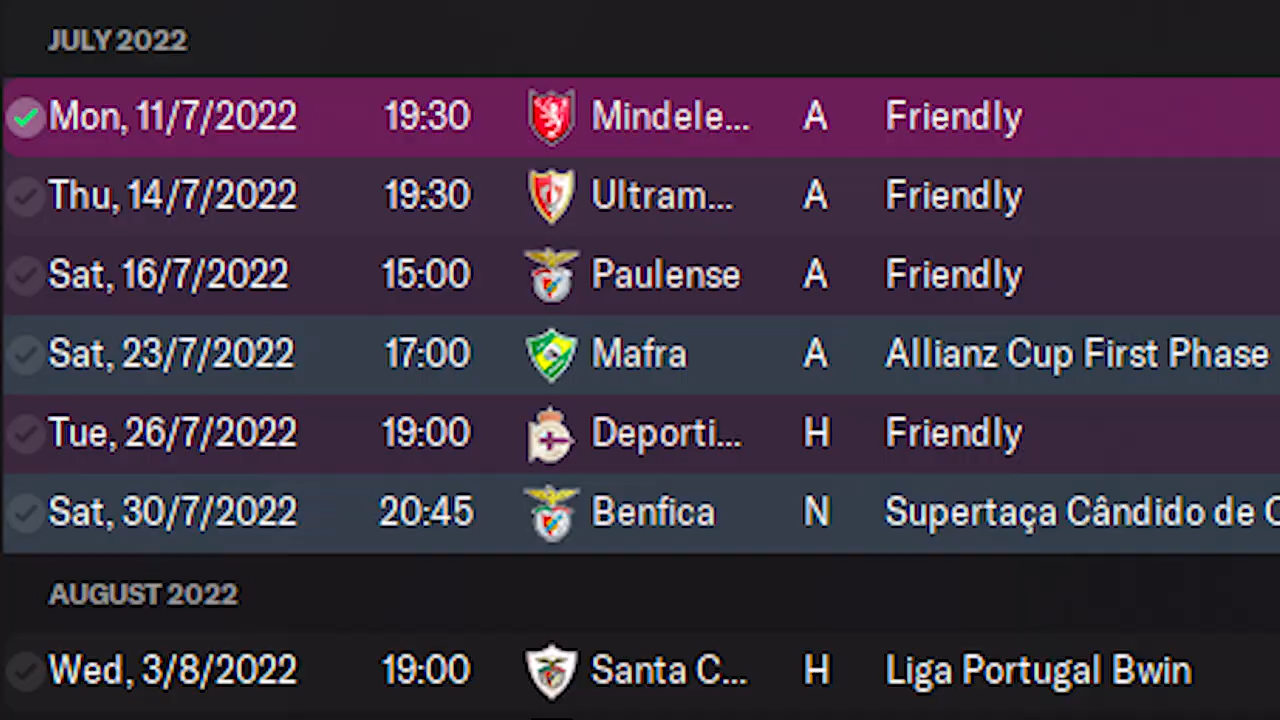 JULY 2022
Mon, 11/7/2022 19:30 Mindele... A Friendly
Thu, 14/7/2022 19:30 Ultram... A Friendly
Sat, 16/7/2022 15:00 Paulense A Friendly
Sat, 23/7/2022 17:00 Mafra A Allianz Cup First Phase
Tue, 26/7/2022 19:00 Deporti... H Friendly
Sat, 30/7/2022 20:45 Benfica N Supertaça Cândido de
AUGUST 2022
Wed, 3/8/2022 19:00 Santa C... H Liga Portugal Bwin